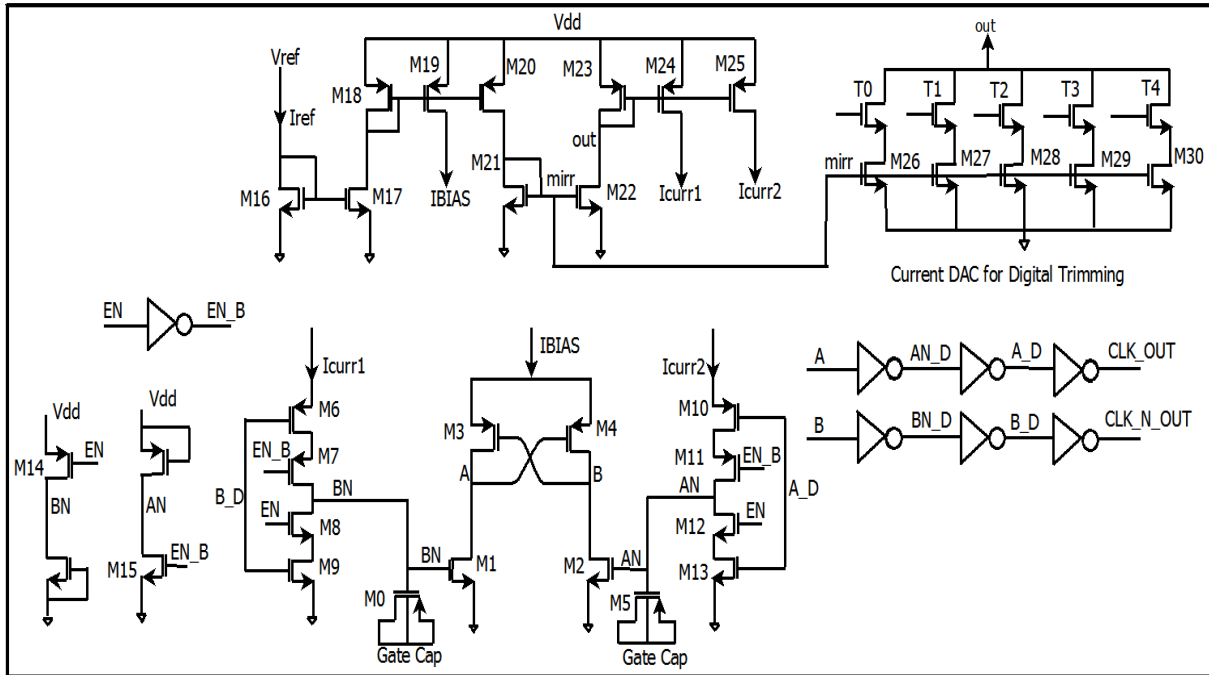 Vdd
out
Vref
M18
M19
M20
M23
M24
M25
T0
T1
T2
T3
T4
Iref
out
M21
mirr
mirr
M26
M27
M28
M29
M30
M16
M17
IBIAS
M22
Icurr1
Icurr2
Current DAC for Digital Trimming
EN
EN_B
Icurr1
IBIAS
Icurr2
A
AN_D
A_D
CLK_OUT
Vdd
Vdd
M6
M3
M4
M10
B
BN_D
B_D
CLK_N_OUT
M14
EN
EN_B
M7
A
B
M11
EN_B
BN
AN
B_D
BN
AN
A_D
EN
M8
M12
EN
M15
EN_B
M9
BN
M1
M2
AN
M13
M0
M5
Gate Cap
Gate Cap